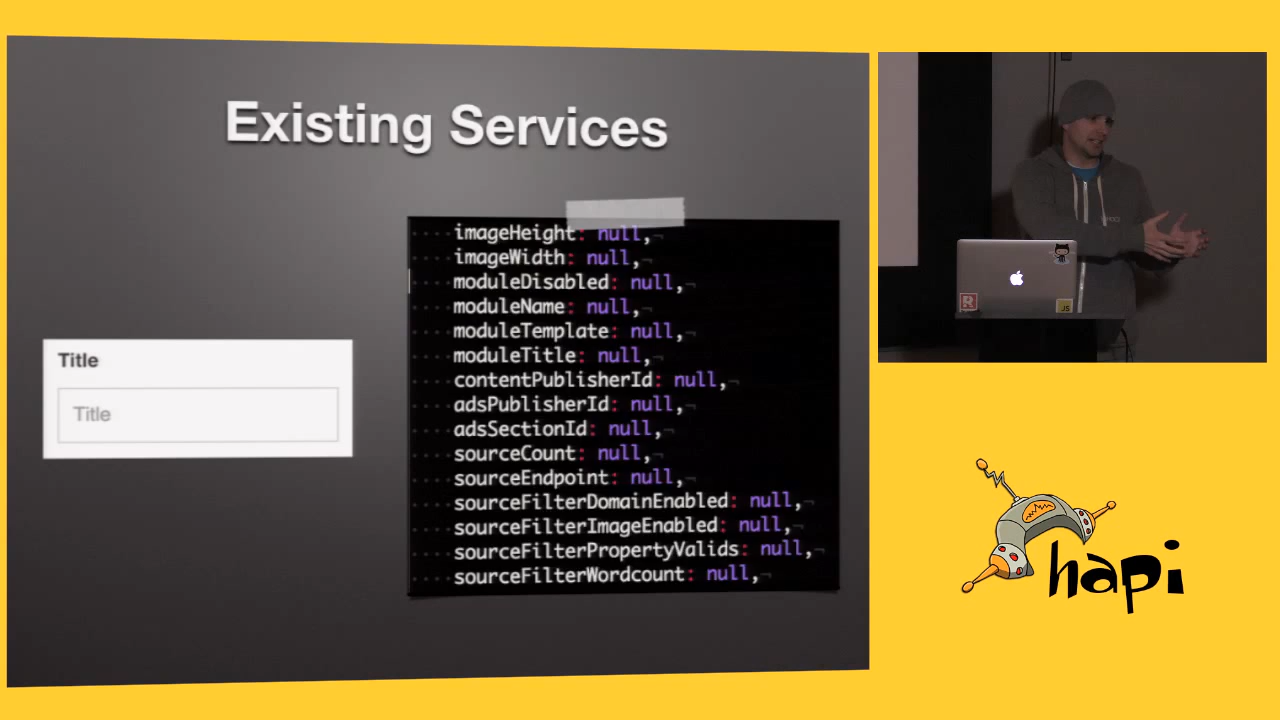 Existing Services
Title
Title
imageHeight: null,
imageWidth: null,
moduleDisabled: null,
moduleName: null,
moduleTemplate: null,
moduleTitle: null,
contentPublisherId: null,
adsPublisherId: null,
adsSectionId: null,
sourceCount: null,
sourceEndpoint: null,
sourceFilterDomainEnabled: null,
sourceFilterImageEnabled: null,
sourceFilterPropertyValids: null,
sourceFilterWordcount: null,
R
JS
hapi